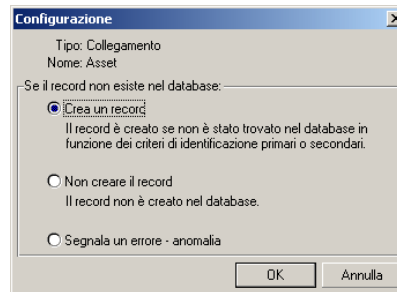 Configurazione
Tipo: Collegamento
Nome: Asset
Se il record non esiste nel database:
Crea un record
Il record è creato se non è stato trovato nel database in
funzione dei criteri di identificazione primari o secondari.
Non creare il record
Il record non è creato nel database.
Segnala un errore - anomalia
OK
Annulla